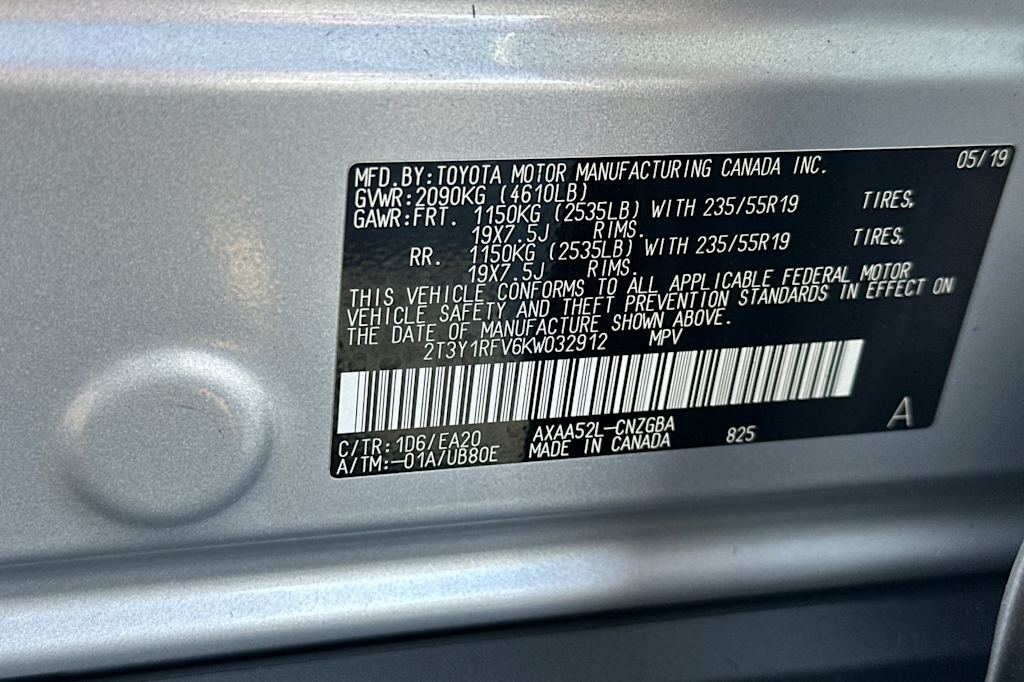 05/19
MFD.BY:TOYOTA MOTOR MANUFACTURING CANADA INC.
GVWR:2090KG (4610LB)
GAWR:FRT. 1150KG (2535LB) WITH 235/55R19 TIRES,
19X7.5J RIMS.
RR. 1150KG (2535LB) WITH 235/55R19 TIRES,
19X7.5J RIMS.
THIS VEHICLE CONFORMS TO ALL APPLICABLE FEDERAL MOTOR
VEHICLE SAFETY AND THEFT PREVENTION STANDARDS IN EFFECT ON
THE DATE OF MANUFACTURE SHOWN ABOVE.
2T3Y1RFV6KW032912 MPV
C/TR:1D6/EA20 AXAA52L-CNZGBA 825 A
A/TM:-01A/UB80E MADE IN CANADA